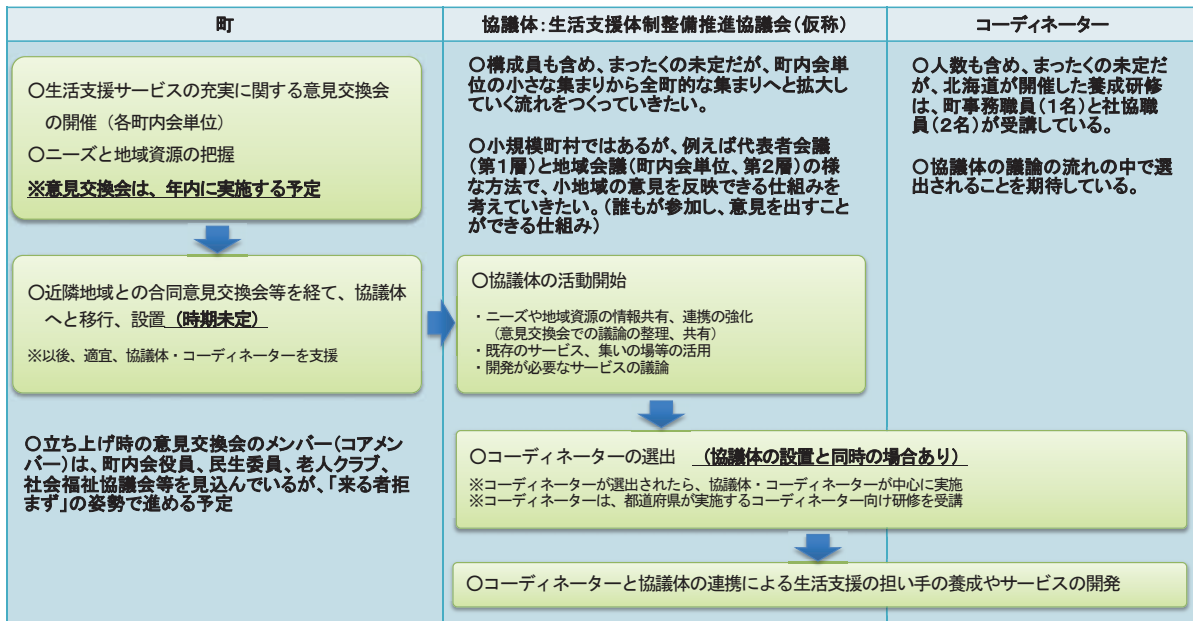 町
協議体：生活支援体制整備推進協議会（仮称）
コーディネーター
〇生活支援サービスの充実に関する意見交換会
の開催（各町内会単位）
〇ニーズと地域資源の把握
※意見交換会は、年内に実施する予定
〇近隣地域との合同意見交換会等を経て、協議体
へと移行、設置（時期未定）
※以後、適宜、協議体・コーディネーターを支援
〇立ち上げ時の意見交換会のメンバー（コアメン
バー）は、町内会役員、民生委員、老人クラブ、
社会福祉協議会等を見込んでいるが、「来る者拒
まず」の姿勢で進める予定
〇構成員も含め、まったくの未定だが、町内会単
位の小さな集まりから全町的な集まりへと拡大し
ていく流れをつくっていきたい。
〇小規模町村ではあるが、例えば代表者会議
（第1層）と地域会議（町内会単位、第2層）の様
な方法で、小地域の意見を反映できる仕組みを
考えていきたい。（誰もが参加し、意見を出すこと
ができる仕組み）
〇協議体の活動開始
・ニーズや地域資源の情報共有、連携の強化
（意見交換会での議論の整理、共有）
・既存のサービス、集いの場等の活用
・開発が必要なサービスの議論
〇人数も含め、まったくの未定だ
が、北海道が開催した養成研修
は、町事務職員（1名）と社協職
員（2名）が受講している。
〇協議体の議論の流れの中で選
出されることを期待している。
〇コーディネーターの選出　（協議体の設置と同時の場合あり）
※コーディネーターが選出されたら、協議体・コーディネーターが中心に実施
※コーディネーターは、都道府県が実施するコーディネーター向け研修を受講
〇コーディネーターと協議体の連携による生活支援の担い手の養成やサービスの開発